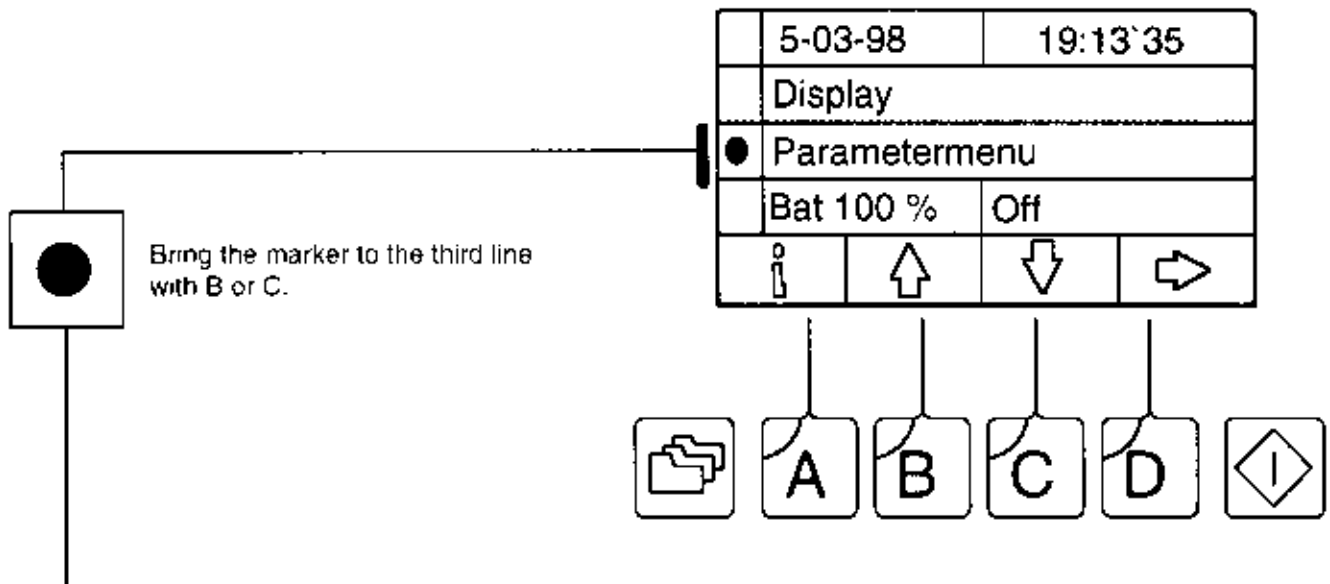 5-03-98 19:13`35
Display
Parametermenu
Bat 100 % Off
i
Bring the marker to the third line
with B or C.
A B C D